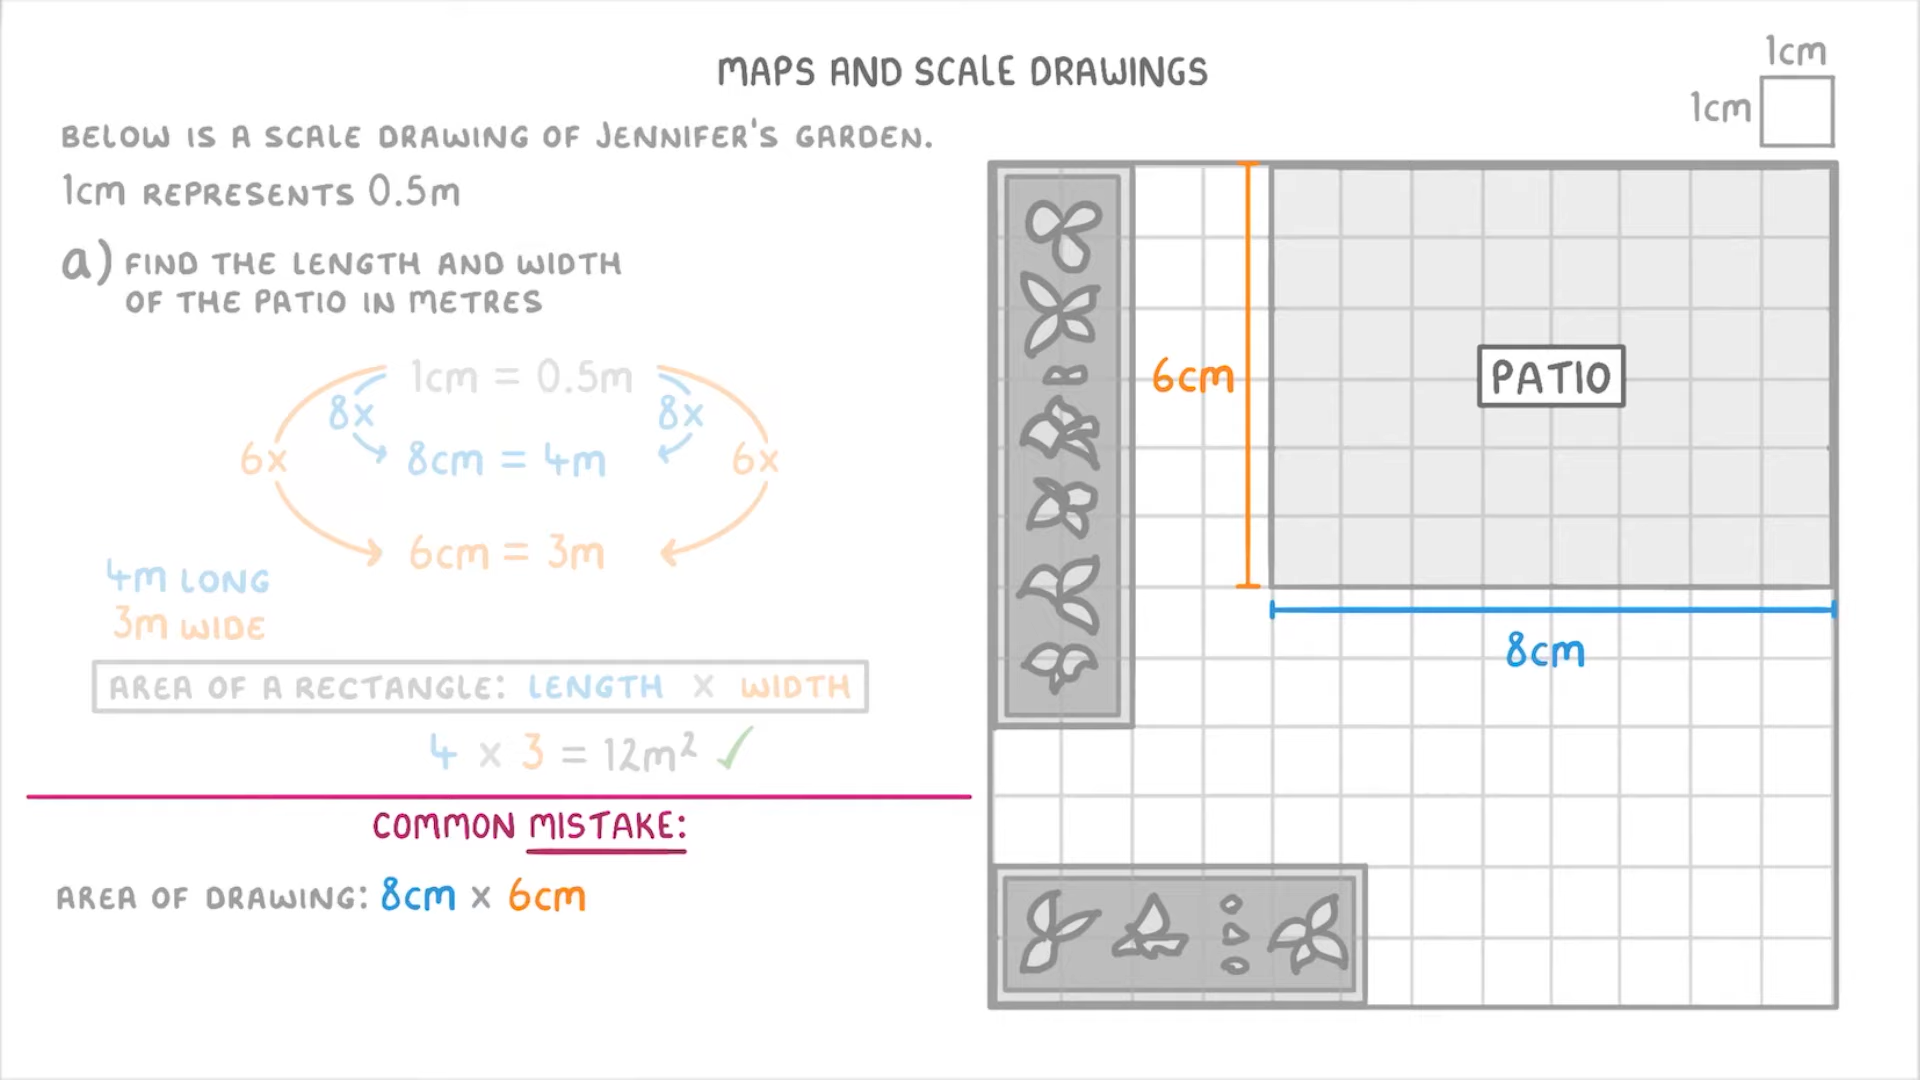 MAPS AND SCALE DRAWINGS
BELOW IS A SCALE DRAWING OF JENNIFER'S GARDEN.
1cm REPRESENTS 0.5m
a) FIND THE LENGTH AND WIDTH
OF THE PATIO IN METRES
1cm = 0.5m
8x 8x
6x 8cm = 4m 6x
6cm = 3m
4m LONG
3m WIDE
AREA OF A RECTANGLE: LENGTH X WIDTH
4 x 3 = 12m² ✓
COMMON MISTAKE:
AREA OF DRAWING: 8cm x 6cm
1cm
1cm
6cm
PATIO
8cm